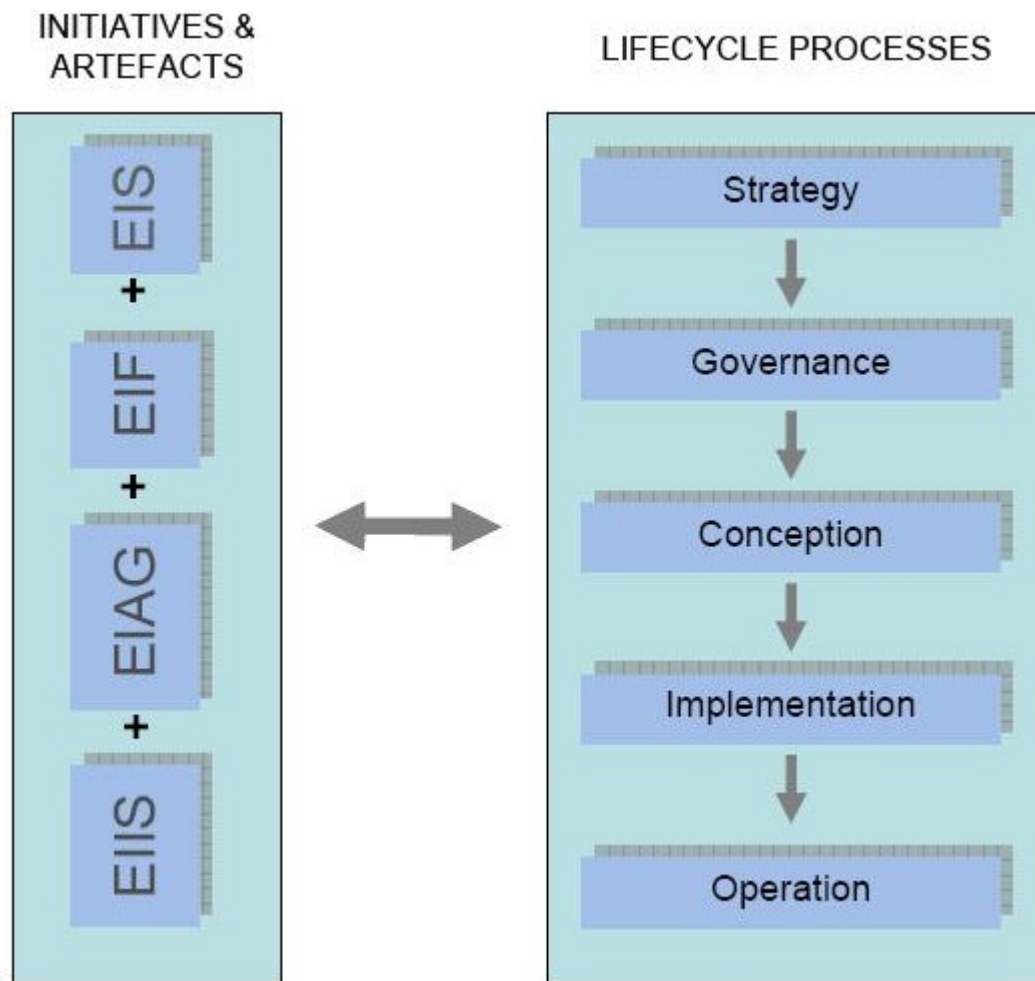 INITIATIVES &
ARTEFACTS
EIS
+
EIF
+
EIAG
+
EIIS
LIFECYCLE PROCESSES
Strategy
Governance
Conception
Implementation
Operation